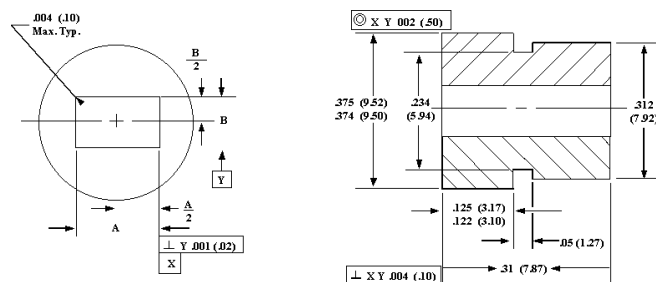 .004 (.10)
Max. Typ.
B
2
B
Y
A
2
A
⊥ Y .001 (.02)
X
◎ X Y 002 (.50)
.375 (9.52)
.374 (9.50)
.234
(5.94)
.312
(7.92)
.125 (3.17)
.122 (3.10)
.05 (1.27)
.31 (7.87)
⊥ X Y .004 (.10)